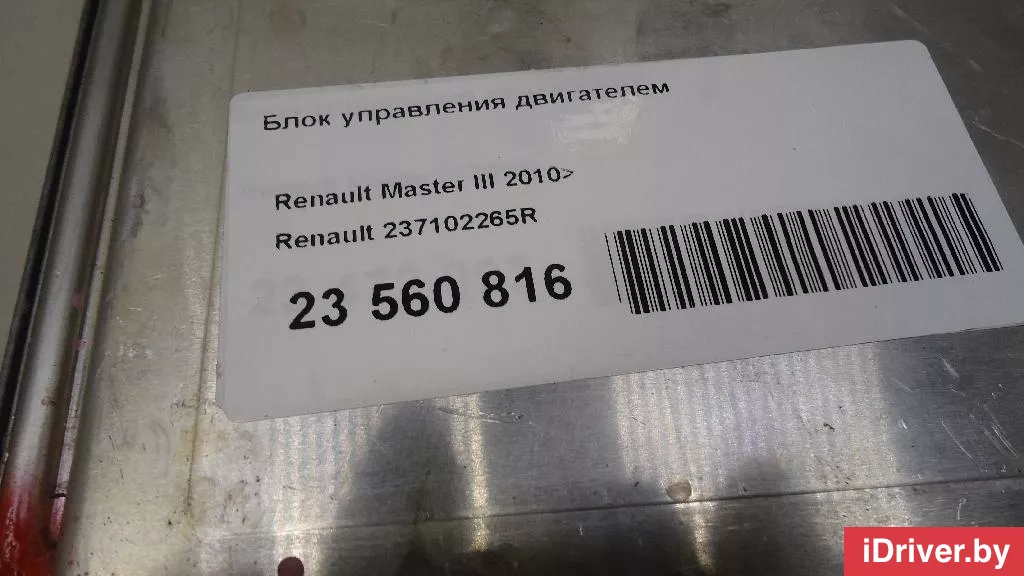 Блок управления двигателем
Renault Master III 2010>
Renault 237102265R
23 560 816
iDriver.by